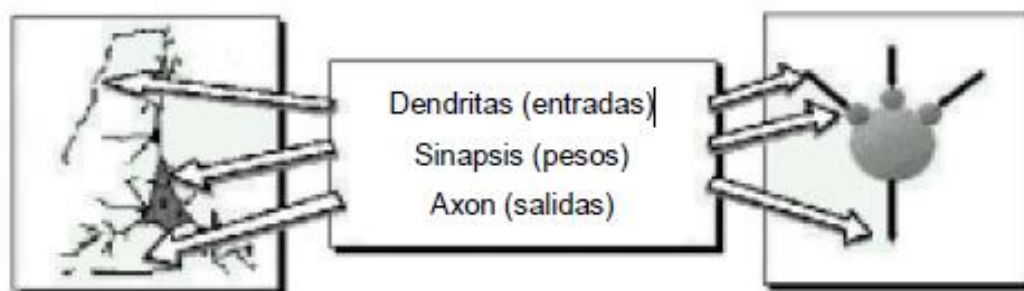 Dendritas (entradas)
Sinapsis (pesos)
Axon (salidas)